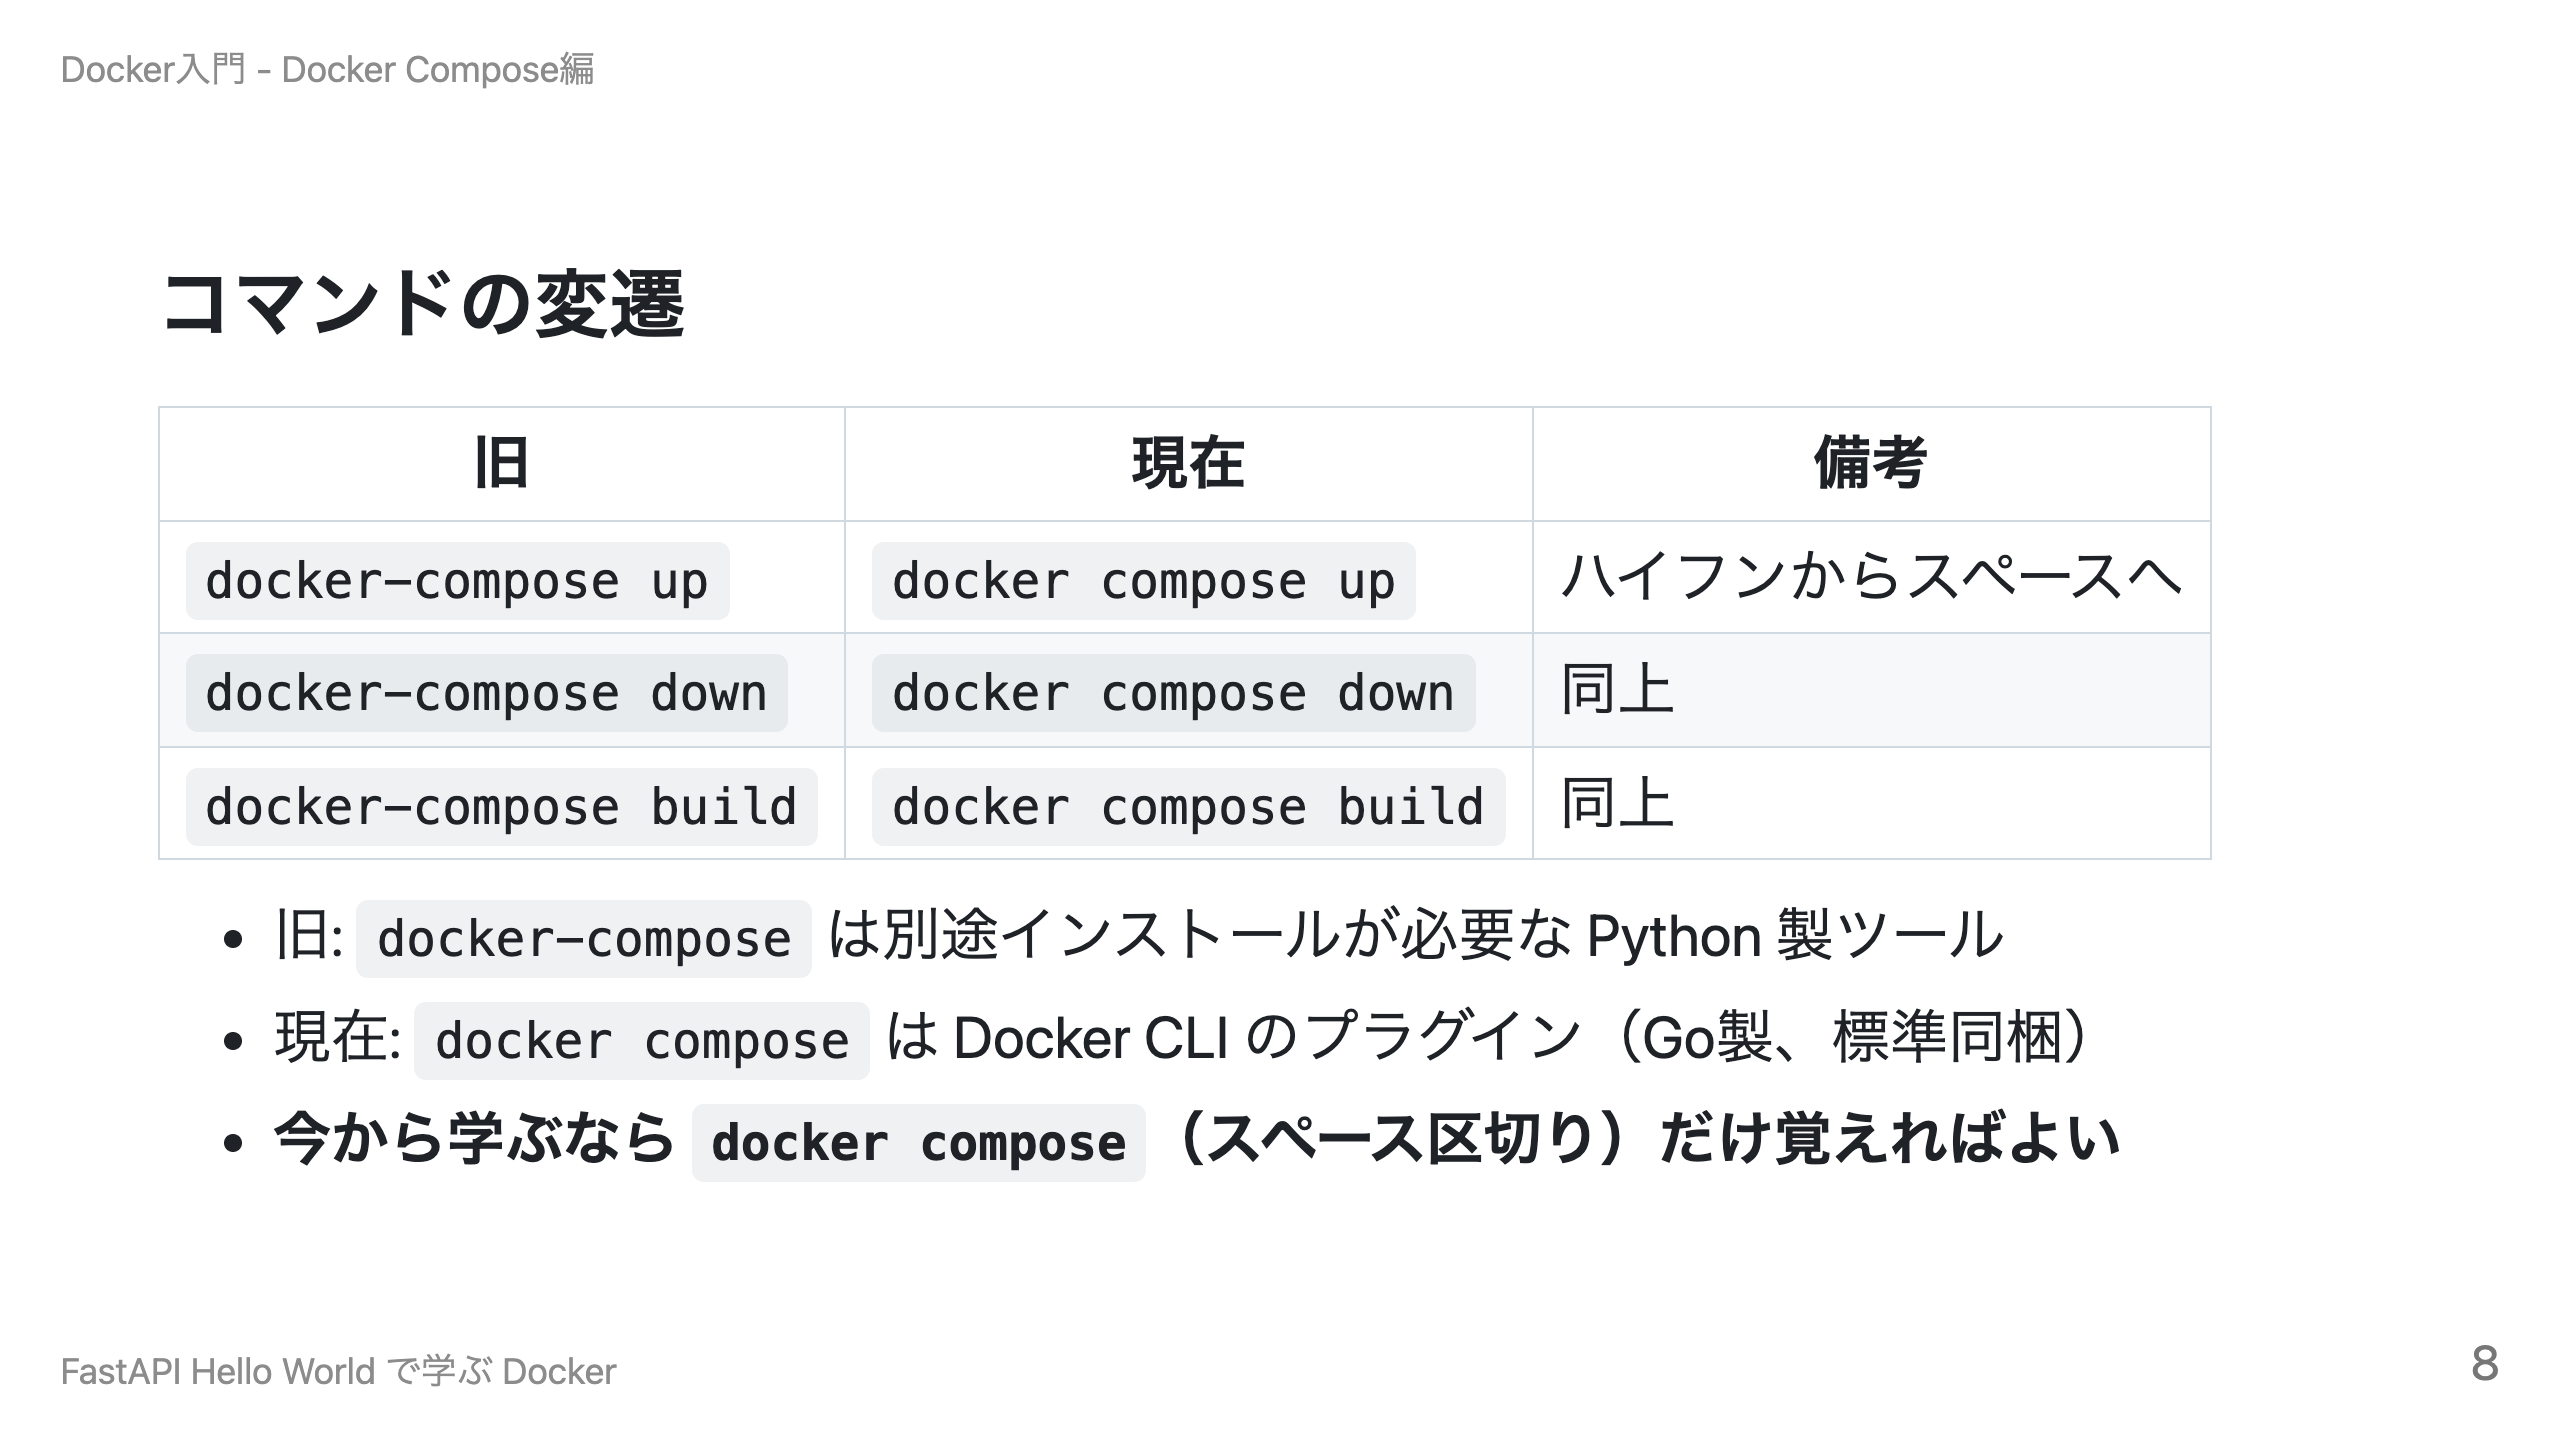 Docker入門 - Docker Compose編
コマンドの変遷
旧 現在 備考
docker-compose up docker compose up ハイフンからスペースへ
docker-compose down docker compose down 同上
docker-compose build docker compose build 同上
• 旧: docker-compose は別途インストールが必要な Python 製ツール
• 現在: docker compose は Docker CLI のプラグイン（Go製、標準同梱）
• 今から学ぶなら docker compose （スペース区切り）だけ覚えればよい
FastAPI Hello World で学ぶ Docker
8